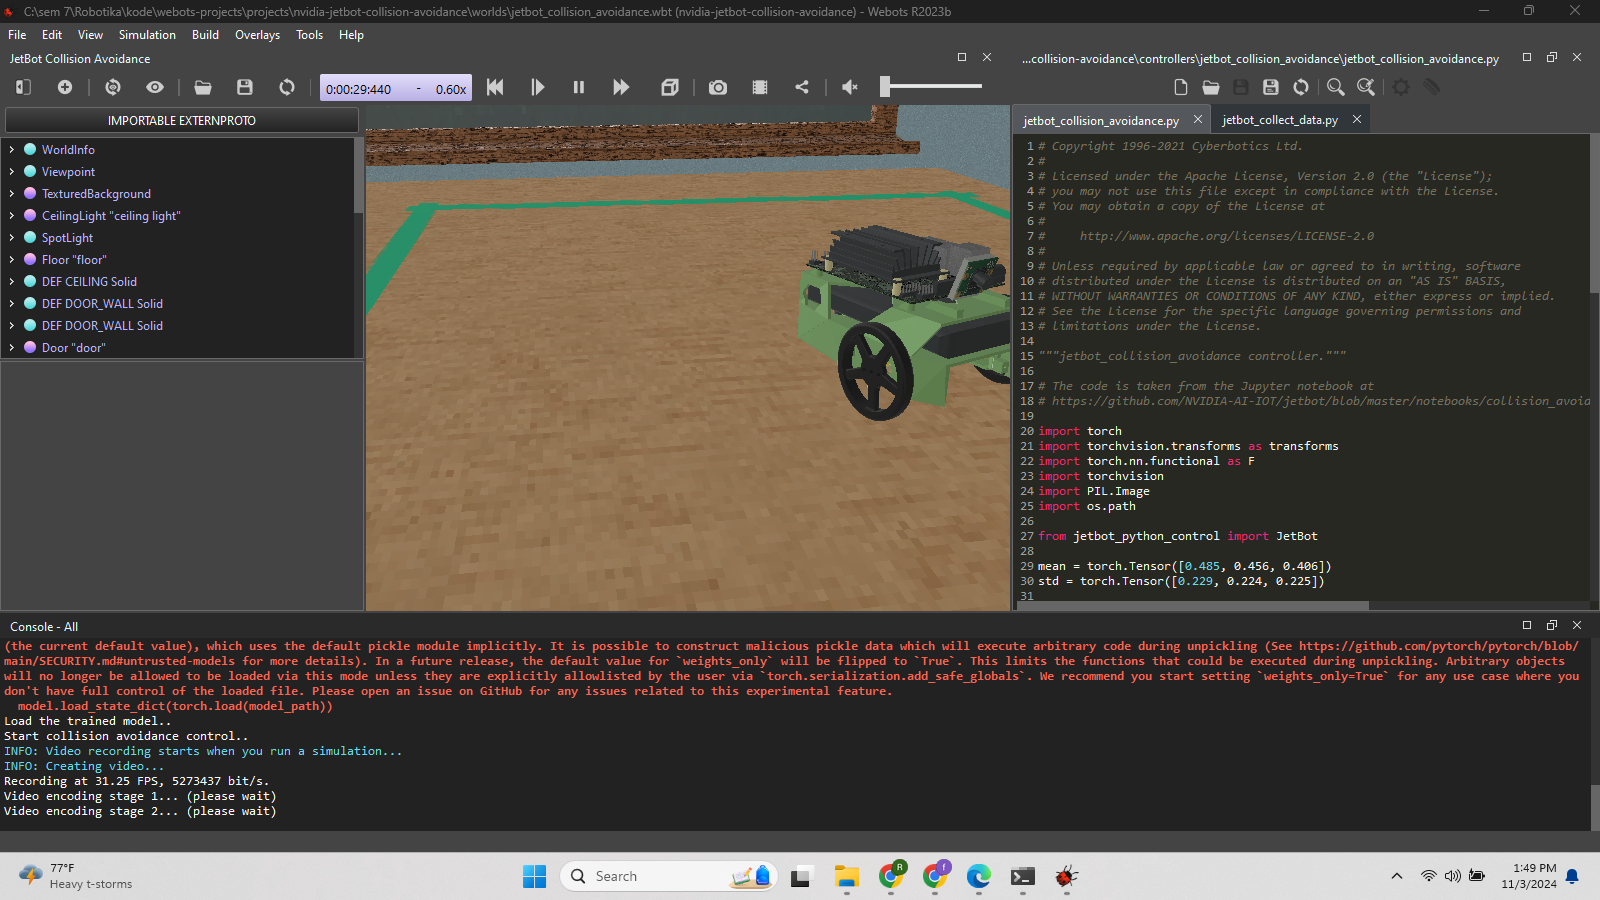 C:\sem 7\Robotika\kode\webots-projects\projects\nvidia-jetbot-collision-avoidance\worlds\jetbot_collision_avoidance.wbt (nvidia-jetbot-collision-avoidance) - Webots R2023b
File Edit View Simulation Build Overlays Tools Help
JetBot Collision Avoidance
0:00:29:440 - 0.60x
IMPORTABLE EXTERNPROTO
WorldInfo
Viewpoint
TexturedBackground
CeilingLight "ceiling light"
SpotLight
Floor "floor"
DEF CEILING Solid
DEF DOOR_WALL Solid
DEF DOOR_WALL Solid
Door "door"
...collision-avoidance\controllers\jetbot_collision_avoidance\jetbot_collision_avoidance.py
jetbot_collision_avoidance.py jetbot_collect_data.py
1 # Copyright 1996-2021 Cyberbotics Ltd.
2 #
3 # Licensed under the Apache License, Version 2.0 (the "License");
4 # you may not use this file except in compliance with the License.
5 # You may obtain a copy of the License at
6 #
7 #     http://www.apache.org/licenses/LICENSE-2.0
8 #
9 # Unless required by applicable law or agreed to in writing, software
10 # distributed under the License is distributed on an "AS IS" BASIS,
11 # WITHOUT WARRANTIES OR CONDITIONS OF ANY KIND, either express or implied.
12 # See the License for the specific language governing permissions and
13 # limitations under the License.
14
15 """jetbot_collision_avoidance controller."""
16
17 # The code is taken from the Jupyter notebook at
18 # https://github.com/NVIDIA-AI-IOT/jetbot/blob/master/notebooks/collision_avoid
19
20 import torch
21 import torchvision.transforms as transforms
22 import torch.nn.functional as F
23 import torchvision
24 import PIL.Image
25 import os.path
26
27 from jetbot_python_control import JetBot
28
29 mean = torch.Tensor([0.485, 0.456, 0.406])
30 std = torch.Tensor([0.229, 0.224, 0.225])
31
Console - All
(the current default value), which uses the default pickle module implicitly. It is possible to construct malicious pickle data which will execute arbitrary code during unpickling (See https://github.com/pytorch/pytorch/blob/
main/SECURITY.md#untrusted-models for more details). In a future release, the default value for `weights_only` will be flipped to `True`. This limits the functions that could be executed during unpickling. Arbitrary objects
will no longer be allowed to be loaded via this mode unless they are explicitly allowlisted by the user via `torch.serialization.add_safe_globals`. We recommend you start setting `weights_only=True` for any use case where you
don't have full control of the loaded file. Please open an issue on GitHub for any issues related to this experimental feature.
  model.load_state_dict(torch.load(model_path))
Load the trained model..
Start collision avoidance control..
INFO: Video recording starts when you run a simulation...
INFO: Creating video...
Recording at 31.25 FPS, 5273437 bit/s.
Video encoding stage 1... (please wait)
Video encoding stage 2... (please wait)
77°F
Heavy t-storms
Search
R
f
1:49 PM
11/3/2024